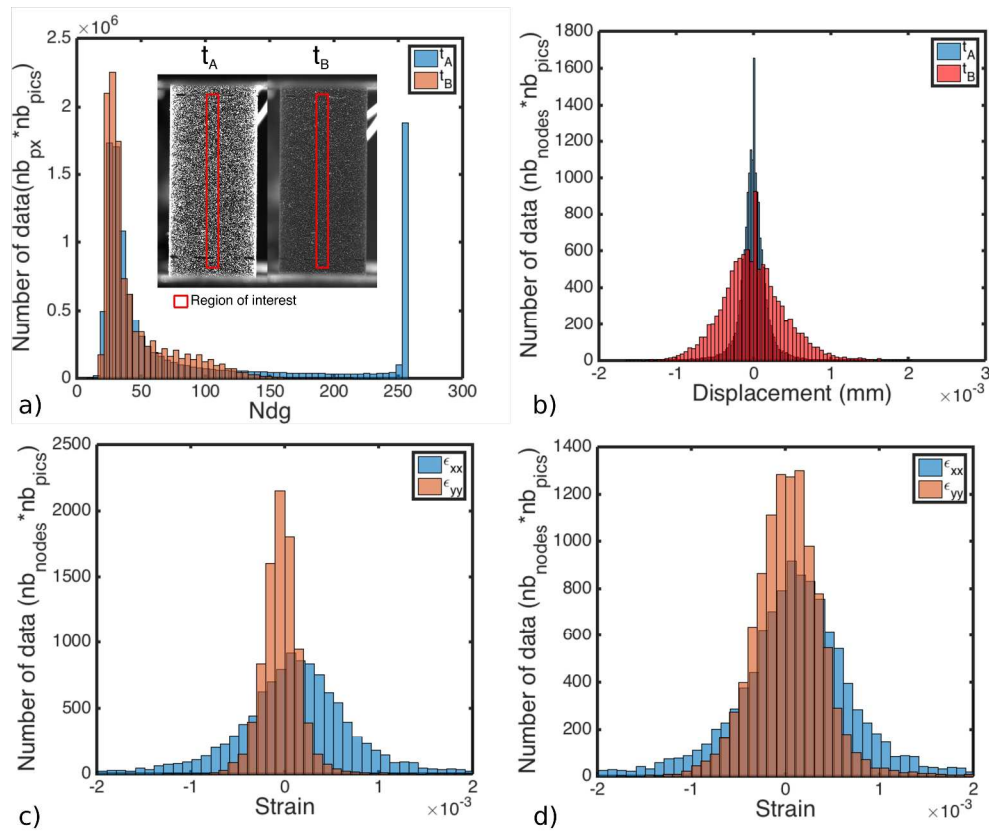 ×10⁶
Number of data(nb_px*nb_pics)
2.5
2
1.5
1
0.5
0
0 50 100 150 200 250 300
Ndg
t_A
t_B
t_A t_B
Region of interest
a)
Number of data (nb_nodes*nb_pics)
1800
1600
1400
1200
1000
800
600
400
200
0
-2 -1 0 1 2 3
Displacement (mm) ×10⁻³
t_A
t_B
b)
Number of data (nb_nodes*nb_pics)
2500
2000
1500
1000
500
0
-2 -1 0 1 2
Strain ×10⁻³
ϵ_xx
ϵ_yy
c)
Number of data (nb_nodes*nb_pics)
1400
1200
1000
800
600
400
200
0
-2 -1 0 1 2
Strain ×10⁻³
ϵ_xx
ϵ_yy
d)